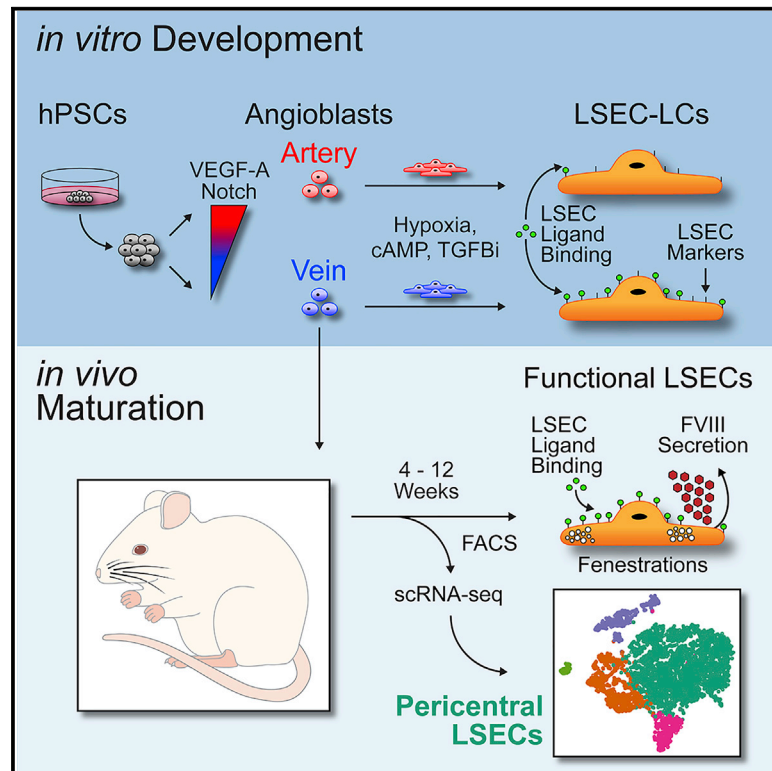 in vitro Development
hPSCs
Angioblasts
LSEC-LCs
VEGF-A
Notch
Artery
Vein
Hypoxia,
cAMP, TGFBi
LSEC
Ligand
Binding
LSEC
Markers
in vivo
Maturation
4 - 12
Weeks
FACS
scRNA-seq
Functional LSECs
LSEC
Ligand
Binding
FVIII
Secretion
Fenestrations
Pericentral
LSECs